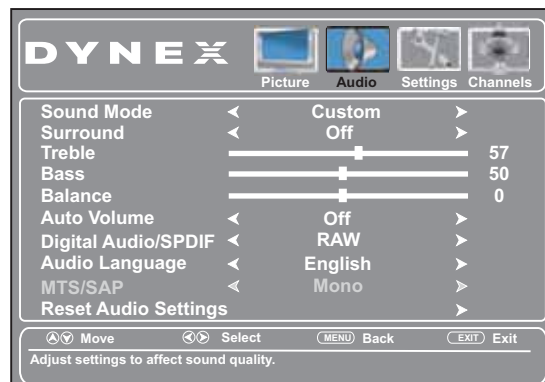 DYNEX
Picture Audio Settings Channels
Sound Mode Custom
Surround Off
Treble 57
Bass 50
Balance 0
Auto Volume Off
Digital Audio/SPDIF RAW
Audio Language English
MTS/SAP Mono
Reset Audio Settings
Move Select MENU Back EXIT Exit
Adjust settings to affect sound quality.